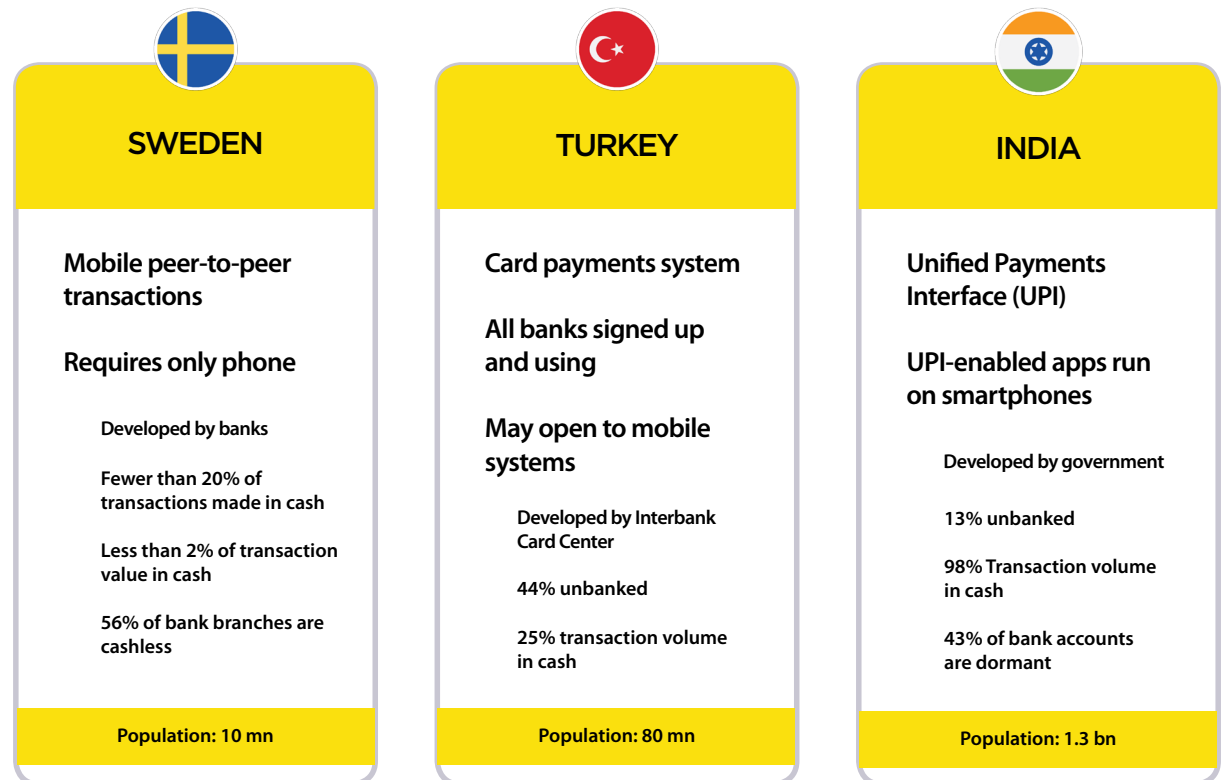 SWEDEN
Mobile peer-to-peer
transactions
Requires only phone
Developed by banks
Fewer than 20% of
transactions made in cash
Less than 2% of transaction
value in cash
56% of bank branches are
cashless
Population: 10 mn
TURKEY
Card payments system
All banks signed up
and using
May open to mobile
systems
Developed by Interbank
Card Center
44% unbanked
25% transaction volume
in cash
Population: 80 mn
INDIA
Unified Payments
Interface (UPI)
UPI-enabled apps run
on smartphones
Developed by government
13% unbanked
98% Transaction volume
in cash
43% of bank accounts
are dormant
Population: 1.3 bn